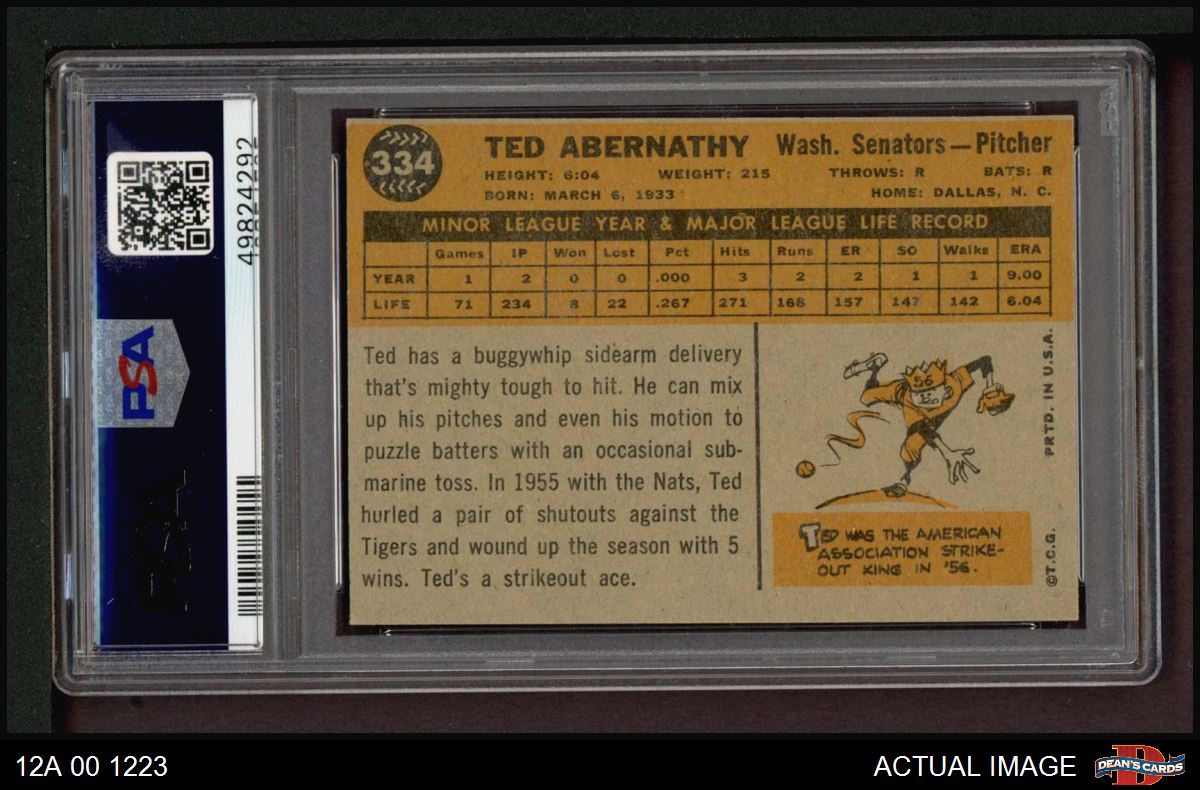 334
TED ABERNATHY Wash. Senators—Pitcher
HEIGHT: 6:04 WEIGHT: 215 THROWS: R BATS: R
BORN: MARCH 6, 1933 HOME: DALLAS, N. C.
MINOR LEAGUE YEAR & MAJOR LEAGUE LIFE RECORD
Games IP Won Lost Pct Hits Runs ER SO Walks ERA
YEAR 1 2 0 0 .000 3 2 2 1 1 9.00
LIFE 71 234 8 22 .267 271 168 157 147 142 6.04
Ted has a buggywhip sidearm delivery
that's mighty tough to hit. He can mix
up his pitches and even his motion to
puzzle batters with an occasional sub-
marine toss. In 1955 with the Nats, Ted
hurled a pair of shutouts against the
Tigers and wound up the season with 5
wins. Ted's a strikeout ace.
56
TED WAS THE AMERICAN
ASSOCIATION STRIKE-
OUT KING IN '56.
©T.C.G. PRTD. IN U.S.A.
49824292
PSA
12A 00 1223
ACTUAL IMAGE
DEAN'S CARDS